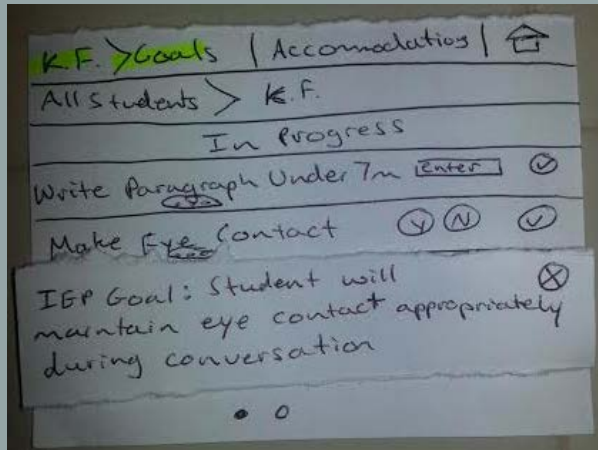 K.F. > Goals | Accomodations |
All Students > K.F.
In Progress
Write Paragraph Under 7m Enter
Make Eye Contact Y N
IEP Goal: Student will
maintain eye contact appropriately
during conversation